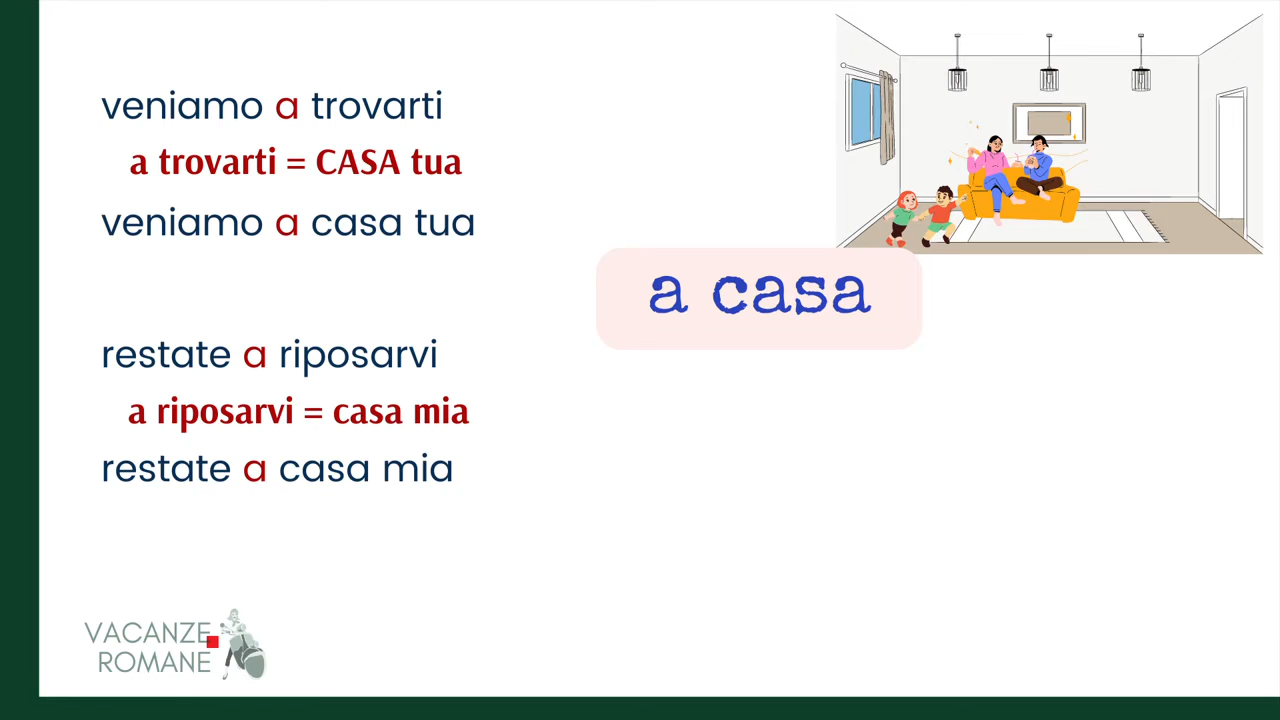 veniamo a trovarti
a trovarti = CASA tua
veniamo a casa tua
a casa
restate a riposarvi
a riposarvi = casa mia
restate a casa mia
VACANZE
ROMANE